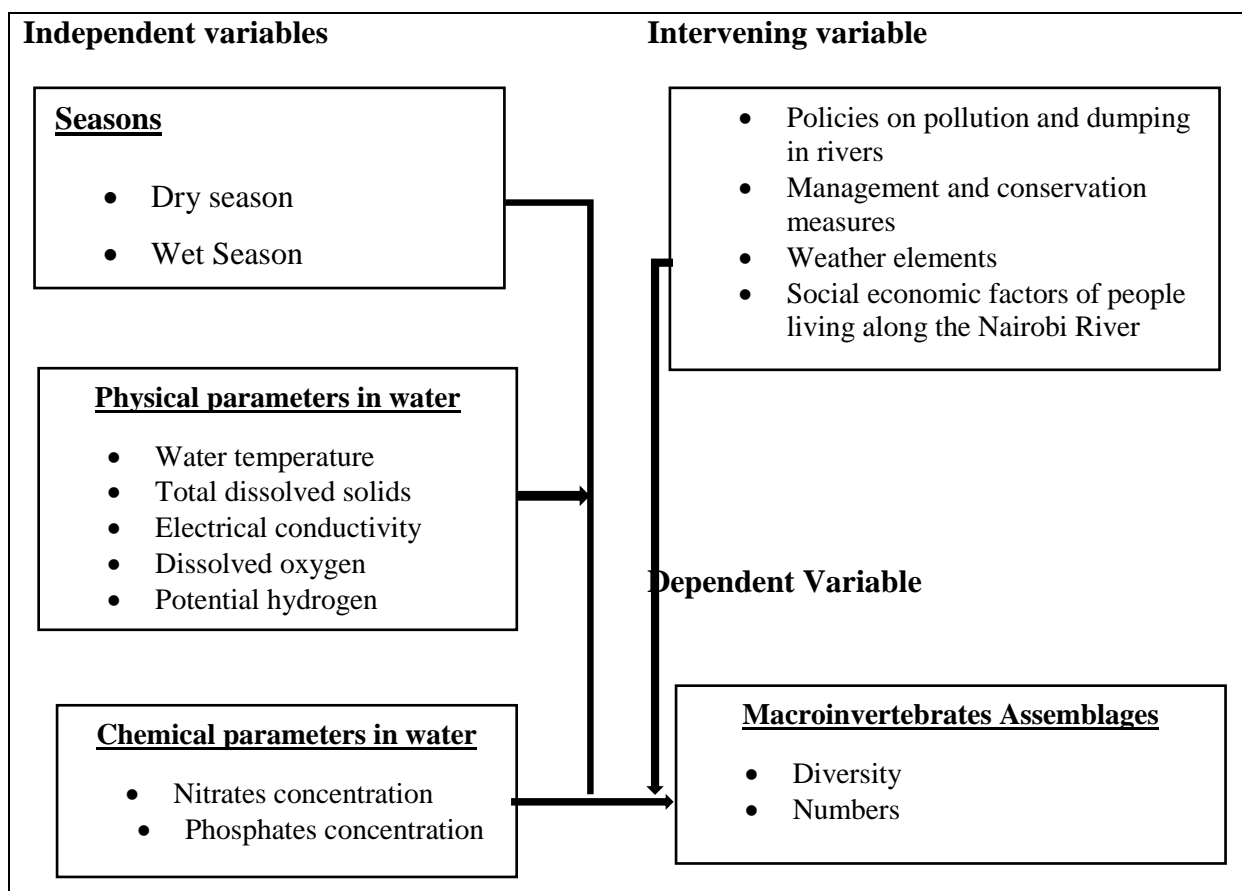 Independent variables
Seasons
• Dry season
• Wet Season
Physical parameters in water
• Water temperature
• Total dissolved solids
• Electrical conductivity
• Dissolved oxygen
• Potential hydrogen
Chemical parameters in water
• Nitrates concentration
• Phosphates concentration
Intervening variable
• Policies on pollution and dumping
in rivers
• Management and conservation
measures
• Weather elements
• Social economic factors of people
living along the Nairobi River
Dependent Variable
Macroinvertebrates Assemblages
• Diversity
• Numbers